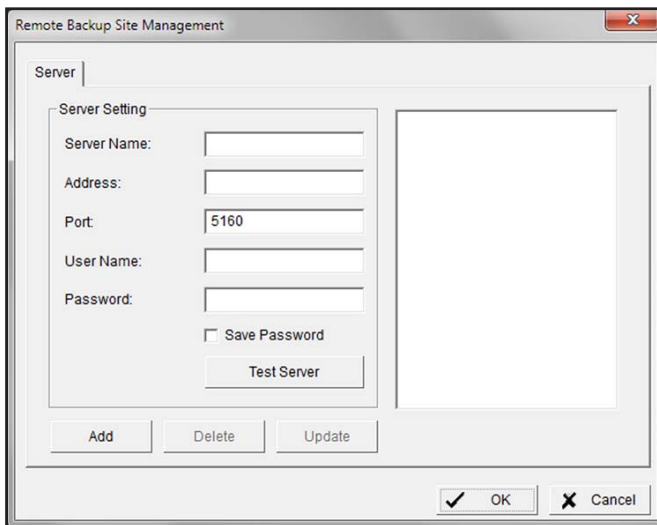 Remote Backup Site Management
Server
Server Setting
Server Name:
Address:
Port: 5160
User Name:
Password:
Save Password
Test Server
Add Delete Update
OK Cancel